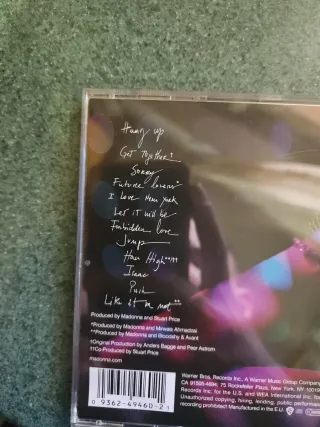 Hung up
Get Together†
Sorry
Future lovers*
I Love New York
Let it will be
Forbidden love
Jump
How High**††
Isaac
Push
Like it or not**
Produced by Madonna and Stuart Price
*Produced by Madonna and Mirwais Ahmadzai
**Produced by Madonna and Bloodshy & Avant
†Original Production by Anders Bagge and Peer Astrom
††Co-Produced by Stuart Price
madonna.com
0 9362-49460-2
Warner Bros. Records Inc., A Warner Music Group Company
CA 91505-4694, 75 Rockefeller Plaza, New York, NY 10019
Records Inc. for the U.S. and WEA International Inc. for
Unauthorized copying, hiring, lending, public performance
recording prohibited. Manufactured in the E.U.